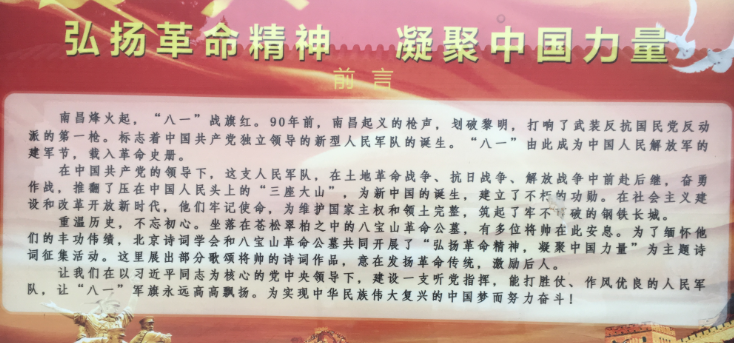 弘扬革命精神 凝聚中国力量
前言
南昌烽火起，“八一”战旗红。90年前，南昌起义的枪声，划破黎明，打响了武装反抗国民党反动
派的第一枪。标志着中国共产党独立领导的新型人民军队的诞生。“八一”由此成为中国人民解放军的
建军节，载入革命史册。
在中国共产党的领导下，这支人民军队，在土地革命战争、抗日战争、解放战争中前赴后继，奋勇
作战，推翻了压在中国人民头上的“三座大山”，为新中国的诞生，建立了不朽的功勋。在社会主义建
设和改革开放新时代，他们牢记使命，为维护国家主权和领土完整，筑起了牢不破的钢铁长城。
重温历史，不忘初心。坐落在苍松翠柏之中的八宝山革命公墓，有多位将帅在此安息。为了缅怀他
们的丰功伟绩，北京诗词学会和八宝山革命公墓共同开展了“弘扬革命精神，凝聚中国力量”为主题诗
词征集活动。这里展出部分歌颂将帅的诗词作品，意在发扬革命传统，激励后人。
让我们在以习近平同志为核心的党中央领导下，建设一支听党指挥，能打胜仗、作风优良的人民军
队，让“八一”军旗永远高高飘扬。为实现中华民族伟大复兴的中国梦而努力奋斗！